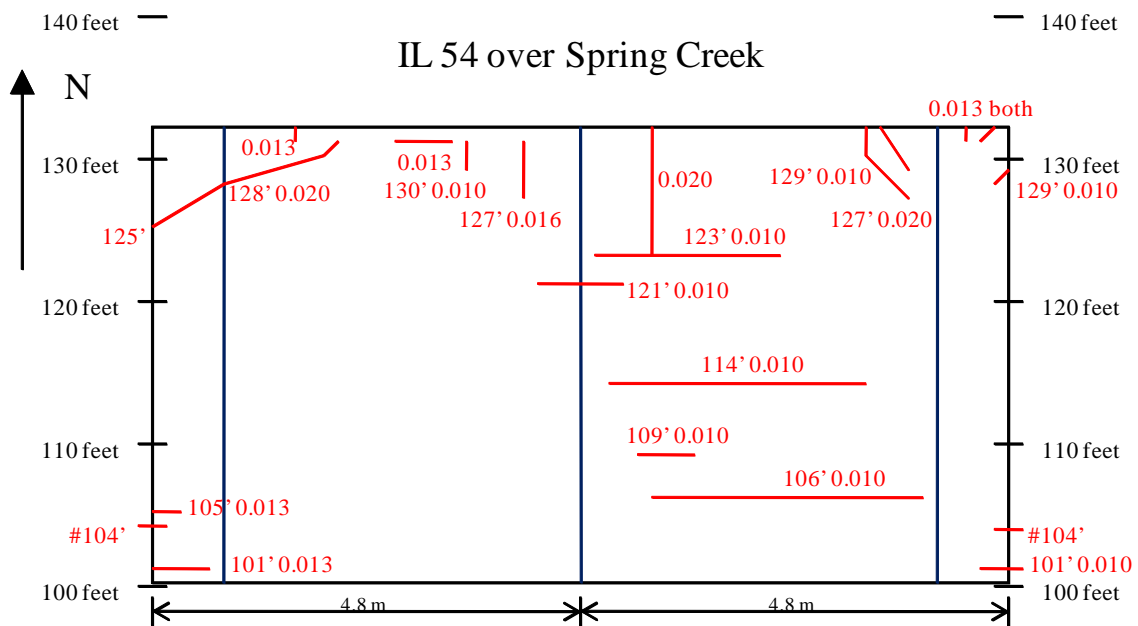 140 feet
140 feet
IL 54 over Spring Creek
N
0.013 both
0.013
0.013
130 feet
130 feet
128’ 0.020
130’ 0.010
0.020
129’ 0.010
129’ 0.010
127’ 0.016
127’ 0.020
125’
123’ 0.010
120 feet
121’ 0.010
120 feet
114’ 0.010
110 feet
109’ 0.010
110 feet
106’ 0.010
105’ 0.013
#104’
#104’
101’ 0.013
101’ 0.010
100 feet
100 feet
4.8 m
4.8 m